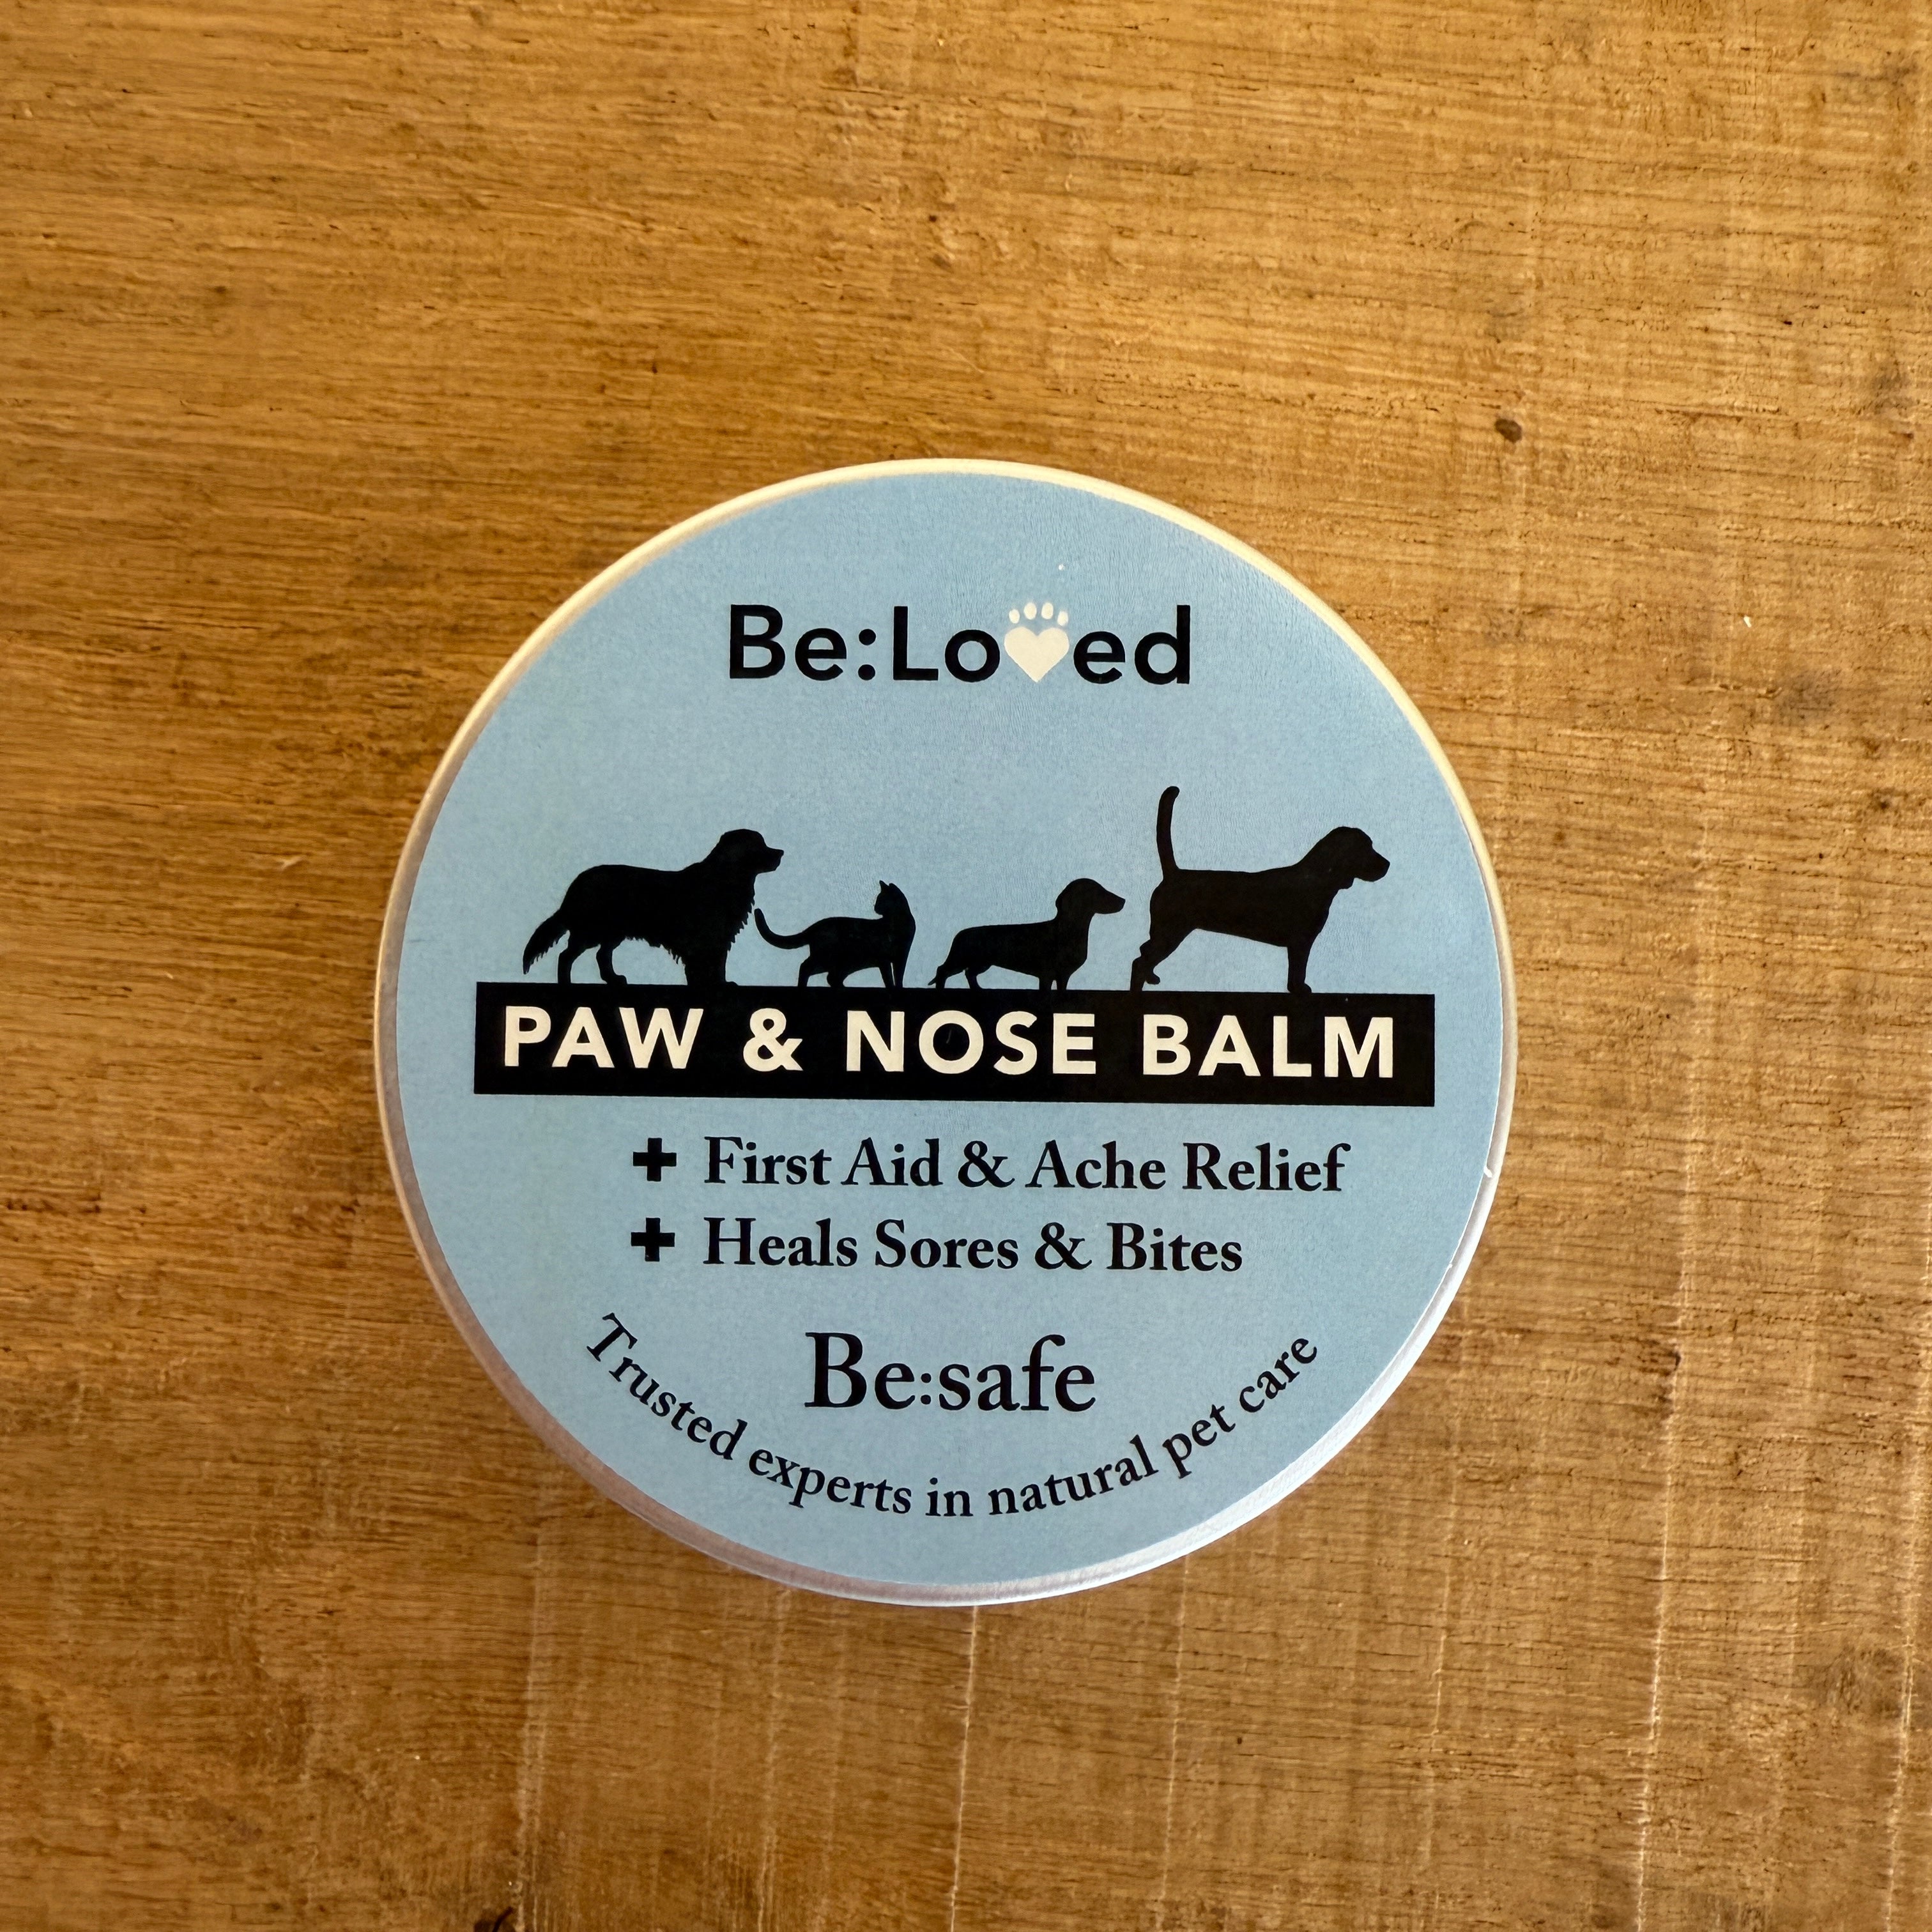 Be:Loved
PAW & NOSE BALM
+ First Aid & Ache Relief
+ Heals Sores & Bites
Be:safe
Trusted experts in natural pet care